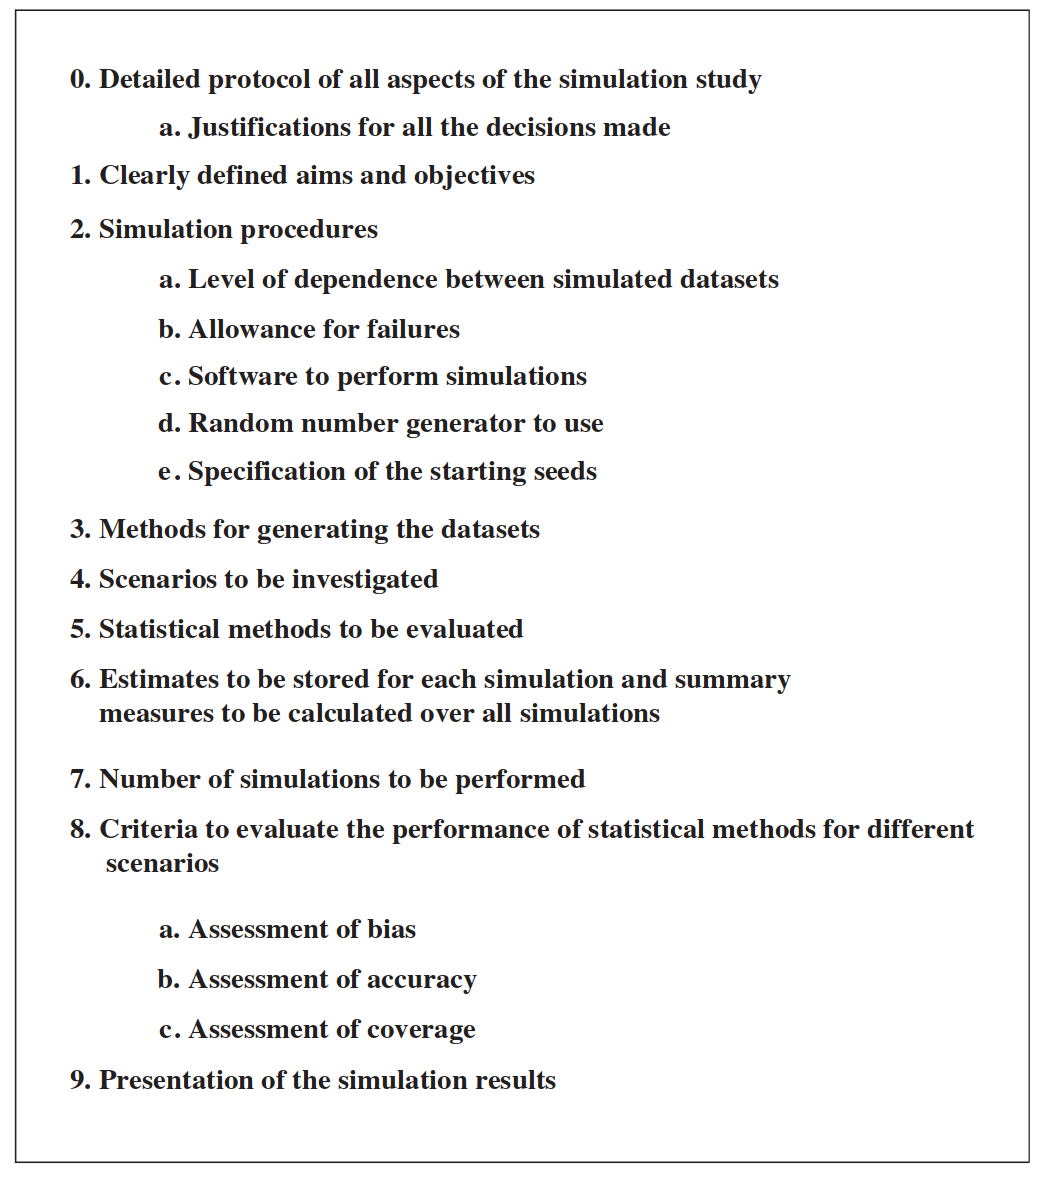 0. Detailed protocol of all aspects of the simulation study
a. Justifications for all the decisions made
1. Clearly defined aims and objectives
2. Simulation procedures
a. Level of dependence between simulated datasets
b. Allowance for failures
c. Software to perform simulations
d. Random number generator to use
e. Specification of the starting seeds
3. Methods for generating the datasets
4. Scenarios to be investigated
5. Statistical methods to be evaluated
6. Estimates to be stored for each simulation and summary
measures to be calculated over all simulations
7. Number of simulations to be performed
8. Criteria to evaluate the performance of statistical methods for different
scenarios
a. Assessment of bias
b. Assessment of accuracy
c. Assessment of coverage
9. Presentation of the simulation results